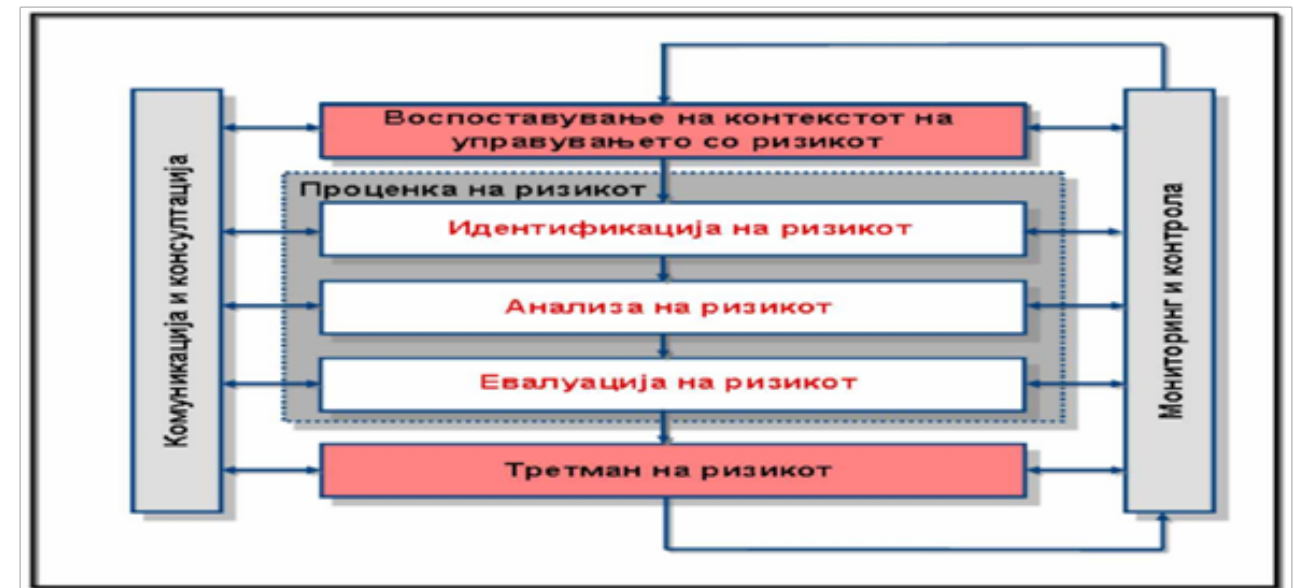 Комуникација и консултација
Воспоставување на контекстот на
управувањето со ризикот
Проценка на ризикот
Идентификација на ризикот
Анализа на ризикот
Евалуација на ризикот
Третман на ризикот
Мониторинг и контрола